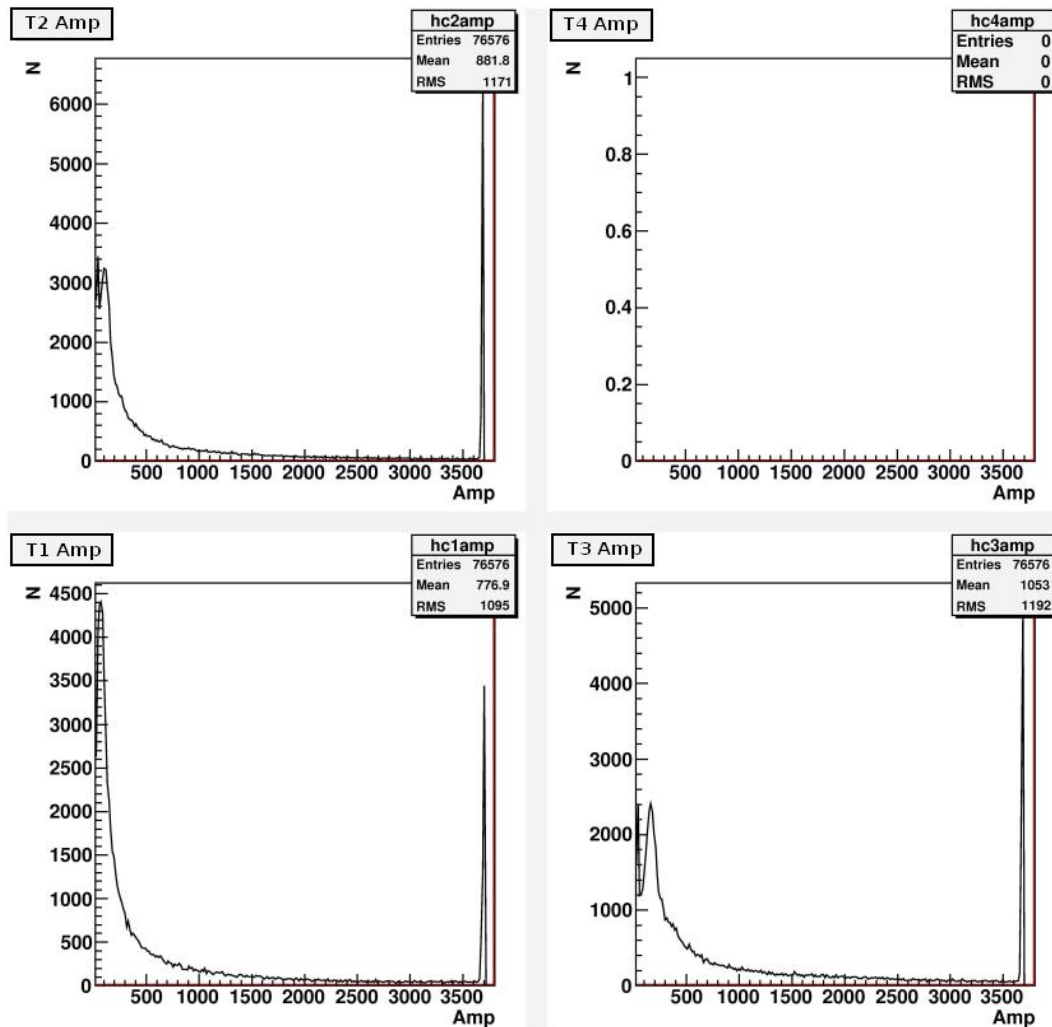 T2 Amp
hc2amp
Entries 76576
Mean 881.8
RMS 1171
N
6000
5000
4000
3000
2000
1000
0
500 1000 1500 2000 2500 3000 3500
Amp
T4 Amp
hc4amp
Entries 0
Mean 0
RMS 0
N
1
0.8
0.6
0.4
0.2
0
500 1000 1500 2000 2500 3000 3500
Amp
T1 Amp
hc1amp
Entries 76576
Mean 776.9
RMS 1095
N
4500
4000
3500
3000
2500
2000
1500
1000
500
0
500 1000 1500 2000 2500 3000 3500
Amp
T3 Amp
hc3amp
Entries 76576
Mean 1053
RMS 1192
N
5000
4000
3000
2000
1000
0
500 1000 1500 2000 2500 3000 3500
Amp